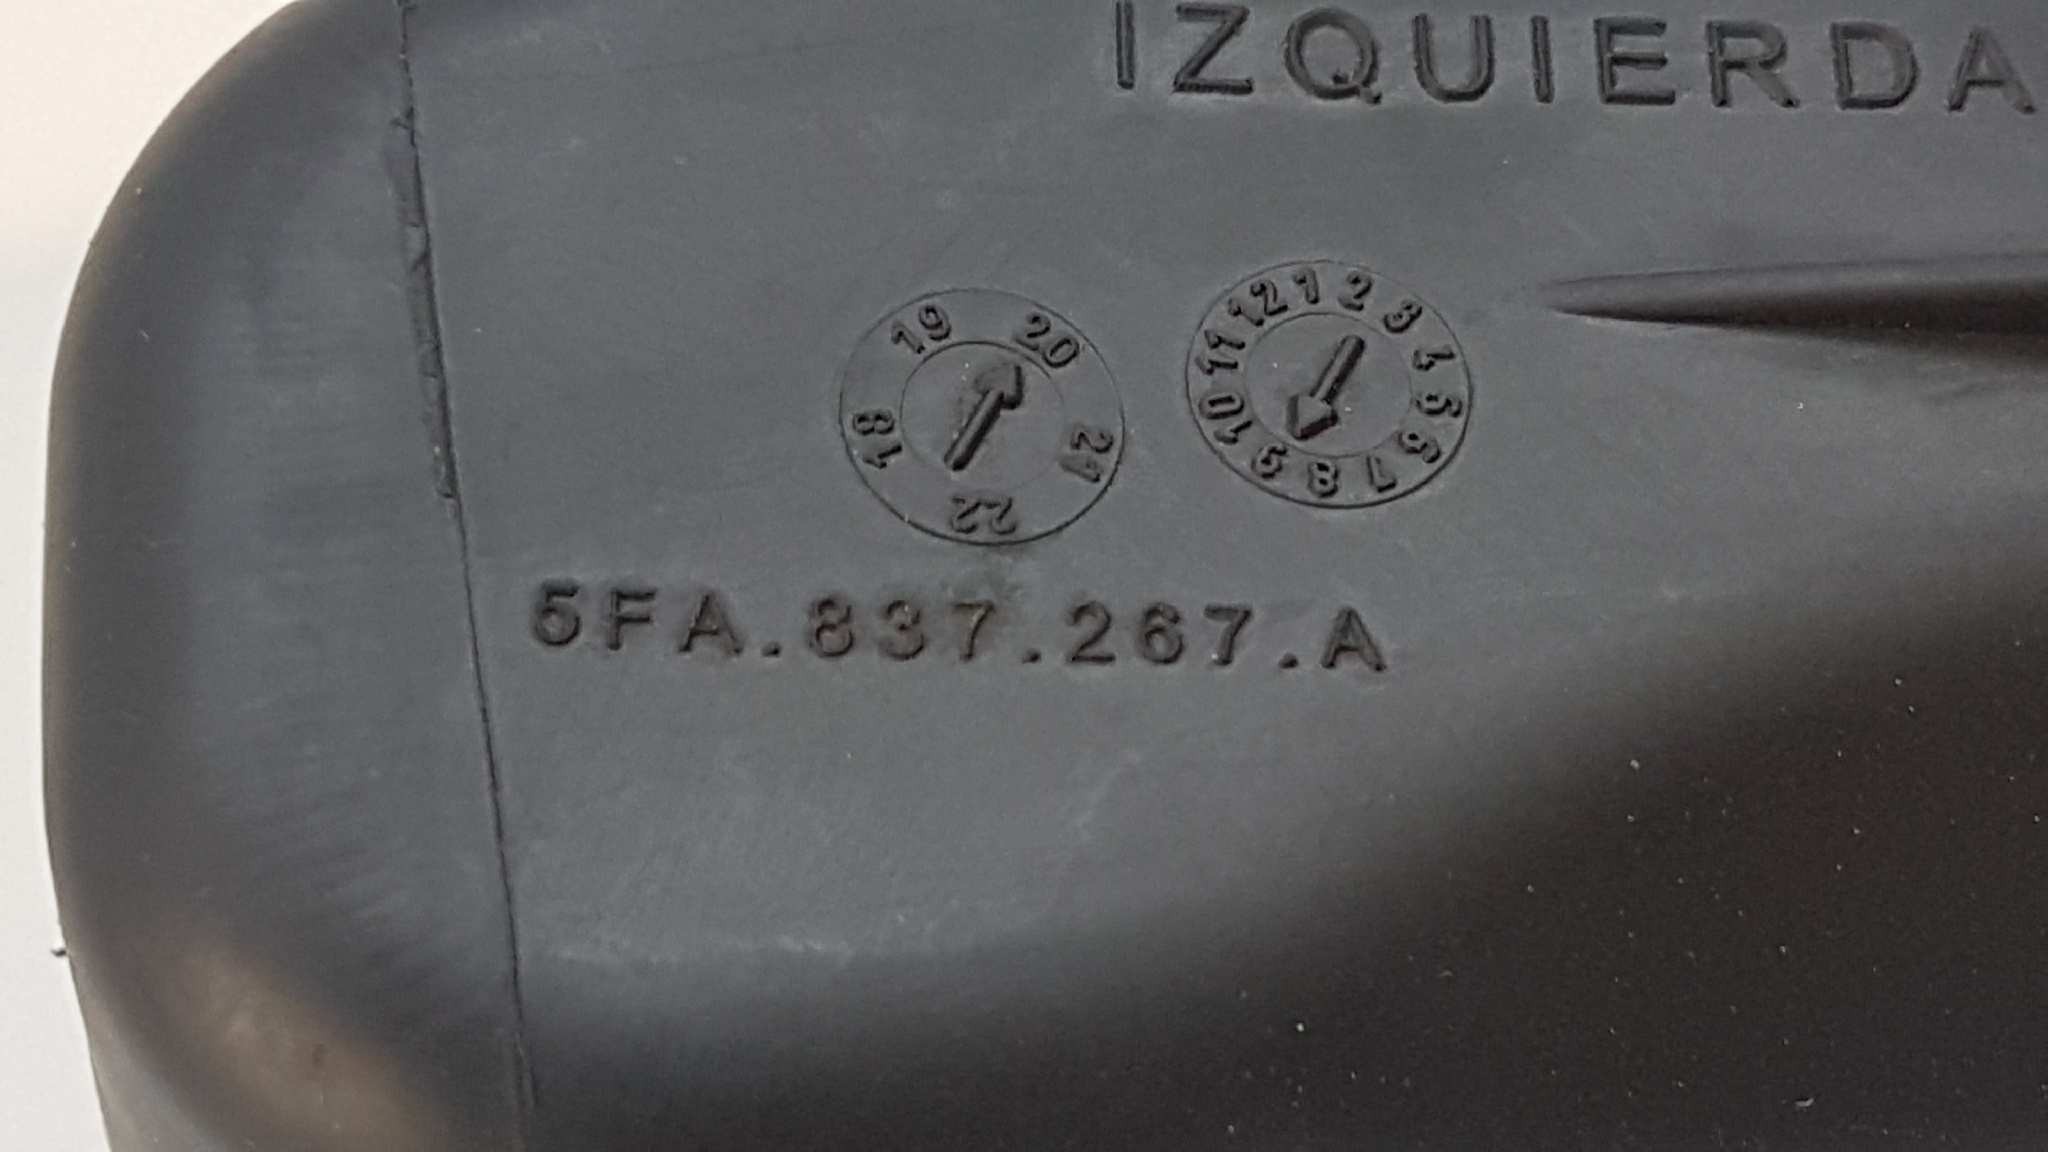 IZQUIERDA
18 19 20 21 22
1 2 3 4 5 6 7 8 9 10 11 12
5FA.837.267.A